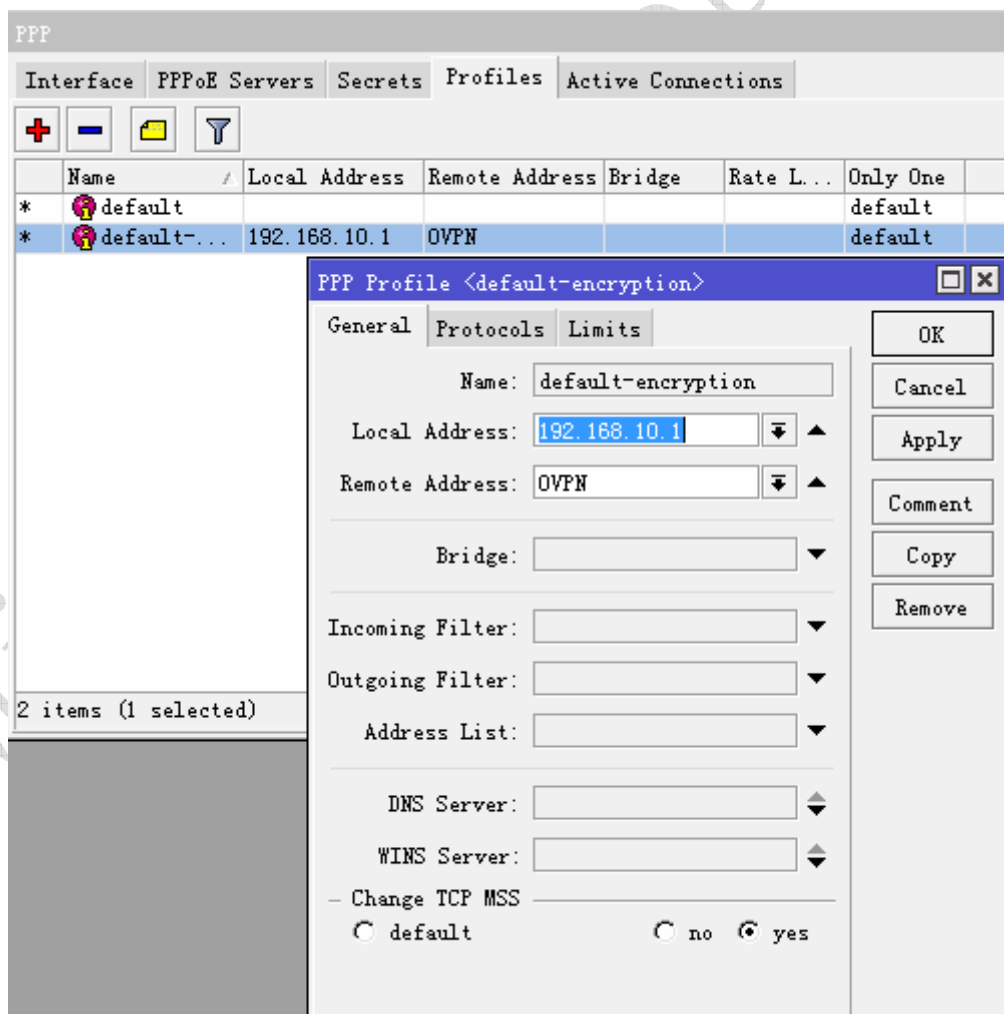 PPP
Interface PPPoE Servers Secrets Profiles Active Connections
Name Local Address Remote Address Bridge Rate L... Only One
* default default
* default-... 192.168.10.1 OVPN default
PPP Profile <default-encryption>
General Protocols Limits
OK
Name: default-encryption
Cancel
Local Address: 192.168.10.1
Apply
Remote Address: OVPN
Comment
Bridge:
Copy
Remove
Incoming Filter:
Outgoing Filter:
2 items (1 selected)
Address List:
DNS Server:
WINS Server:
Change TCP MSS
default no yes